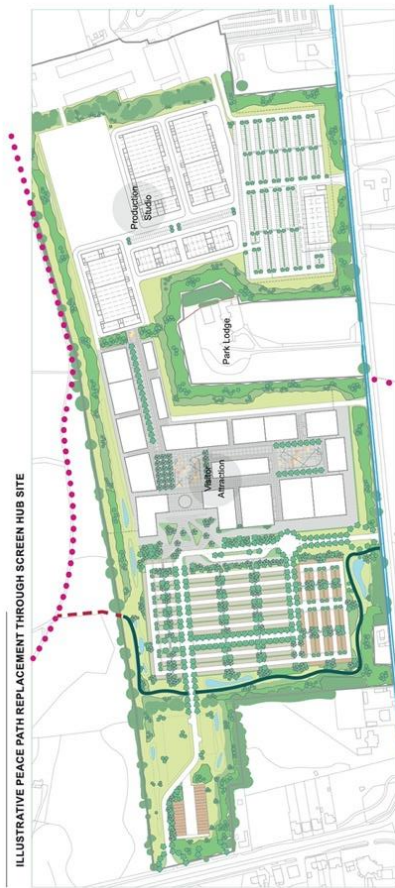 ILLUSTRATIVE PEACE PATH REPLACEMENT THROUGH SCREEN HUB SITE
Production
Studio
Park Lodge
Visitor
Attraction